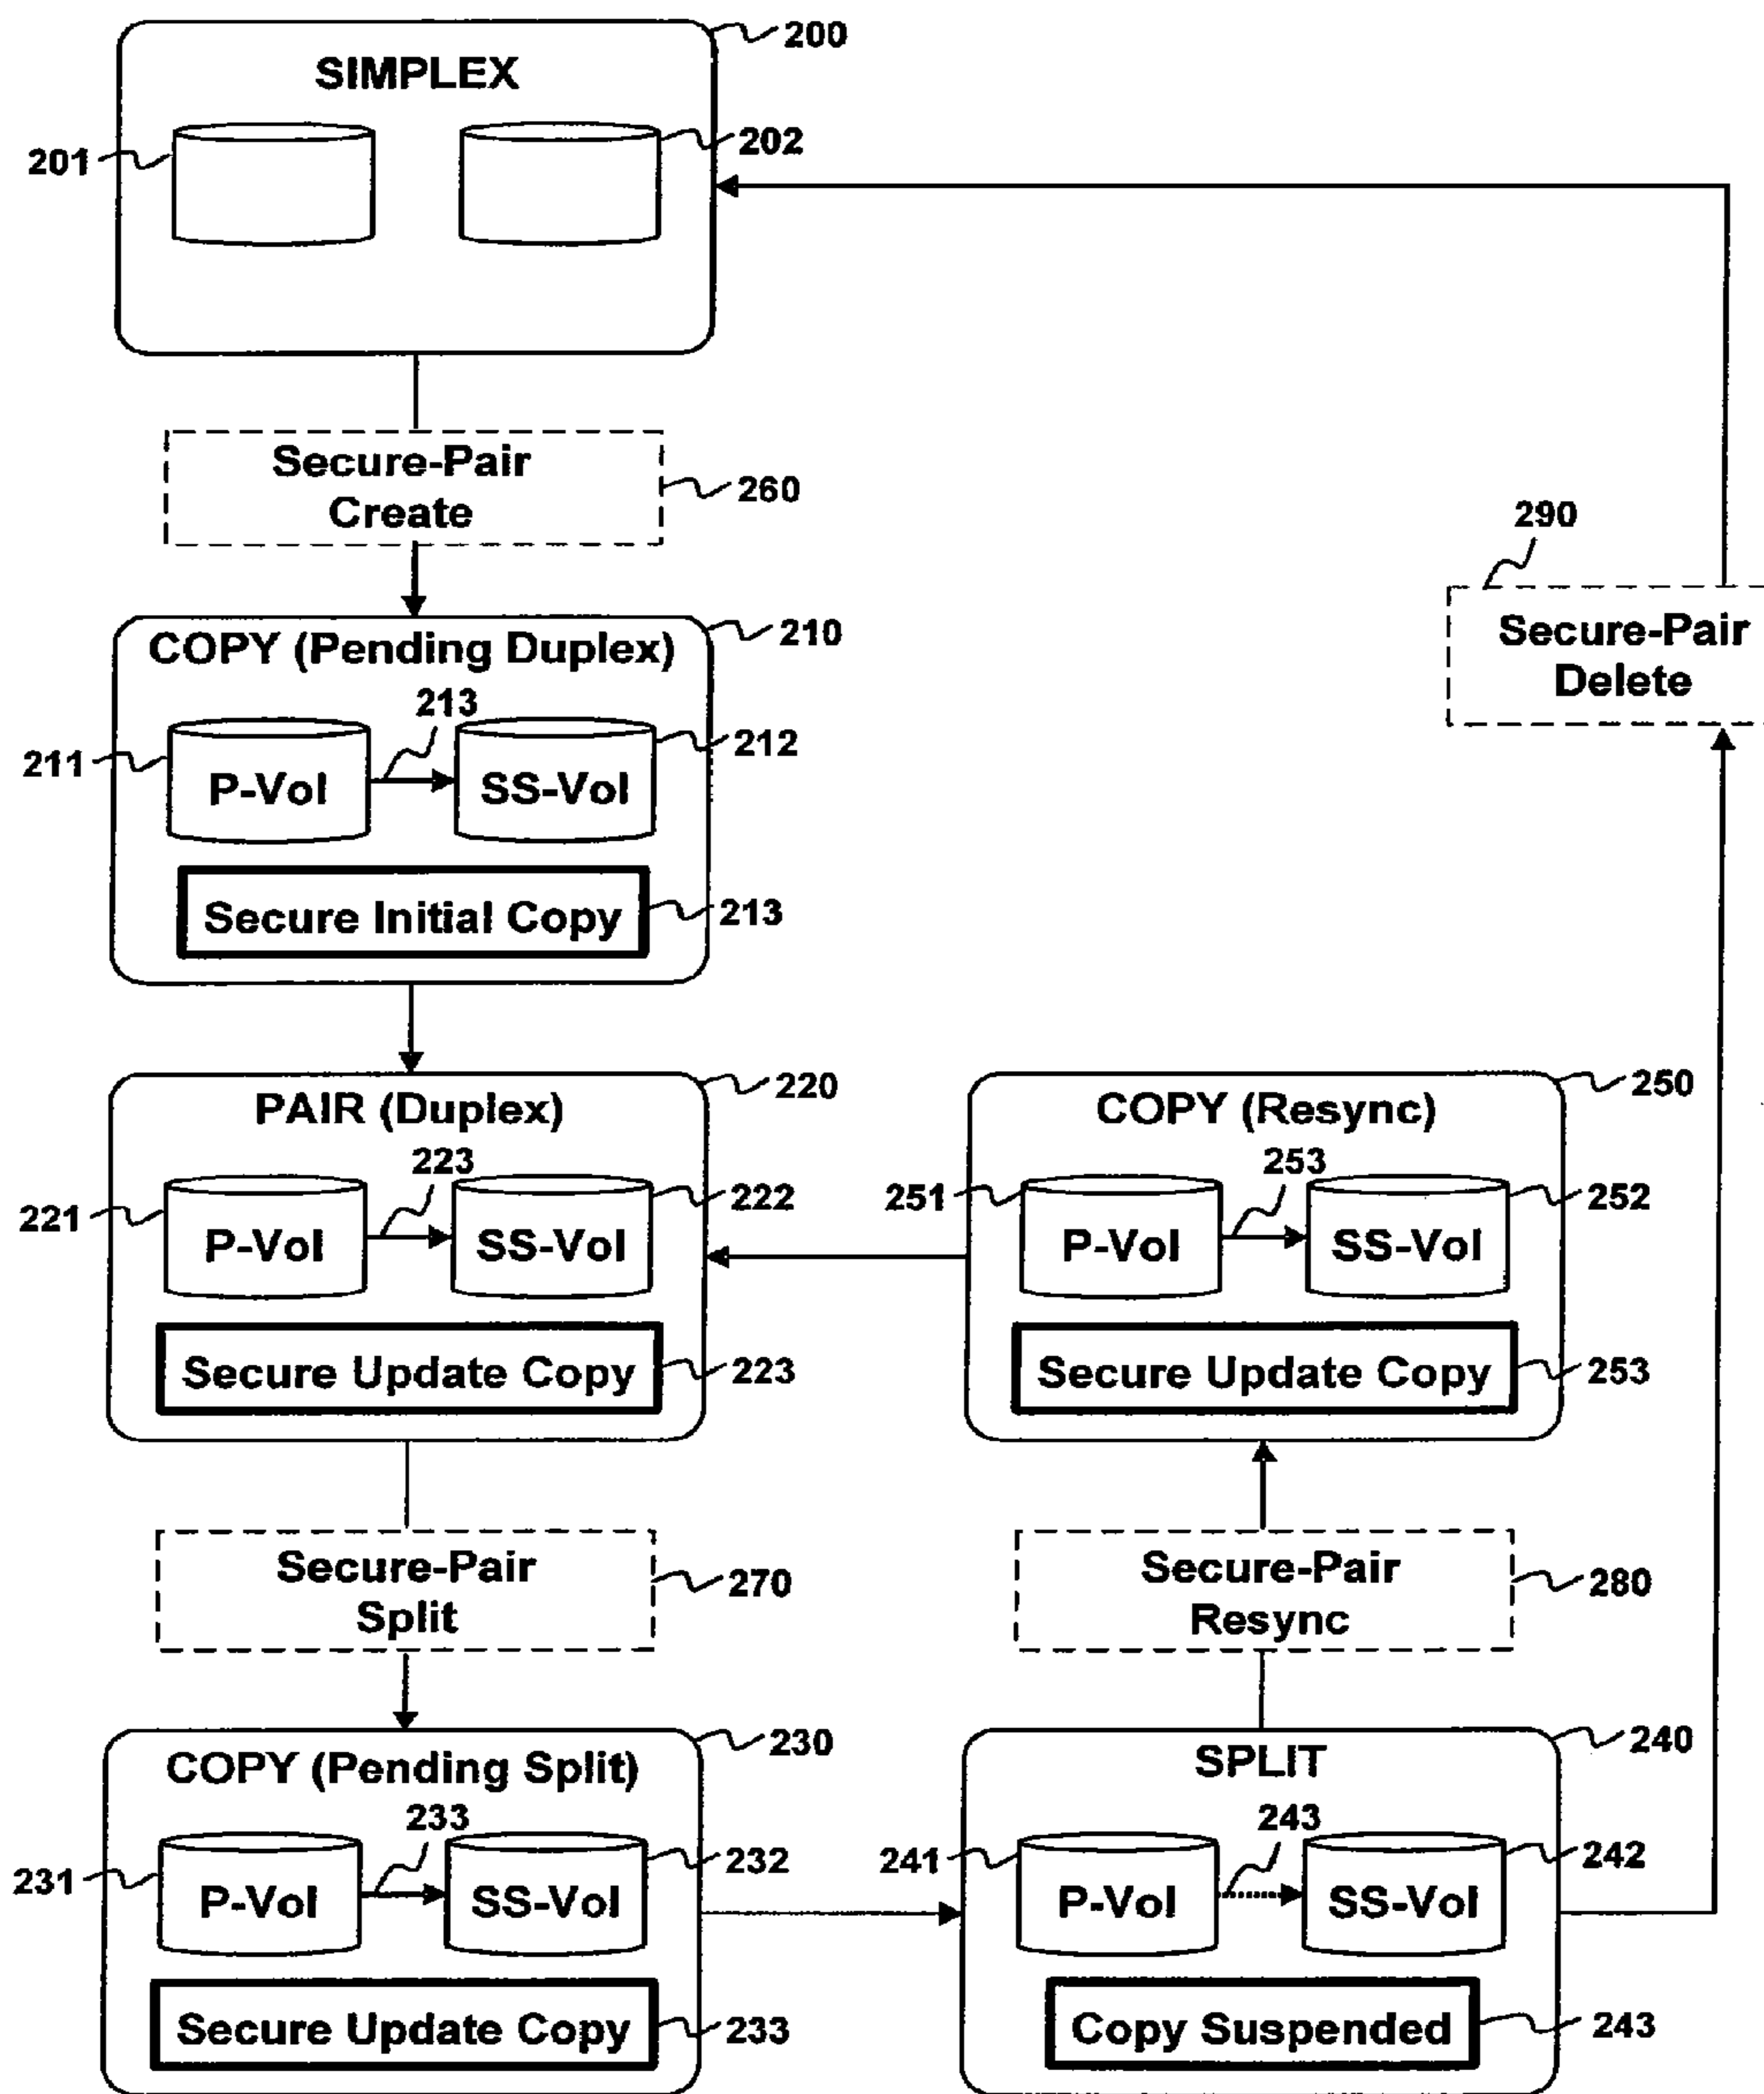 200
SIMPLEX
201
202
Secure-Pair
Create
260
290
Secure-Pair
Delete
COPY (Pending Duplex)
210
213
211
P-Vol
SS-Vol
212
Secure Initial Copy
213
PAIR (Duplex)
220
223
221
P-Vol
SS-Vol
222
Secure Update Copy
223
COPY (Resync)
250
253
251
P-Vol
SS-Vol
252
Secure Update Copy
253
Secure-Pair
Split
270
Secure-Pair
Resync
280
COPY (Pending Split)
230
233
231
P-Vol
SS-Vol
232
Secure Update Copy
233
SPLIT
240
243
241
P-Vol
SS-Vol
242
Copy Suspended
243